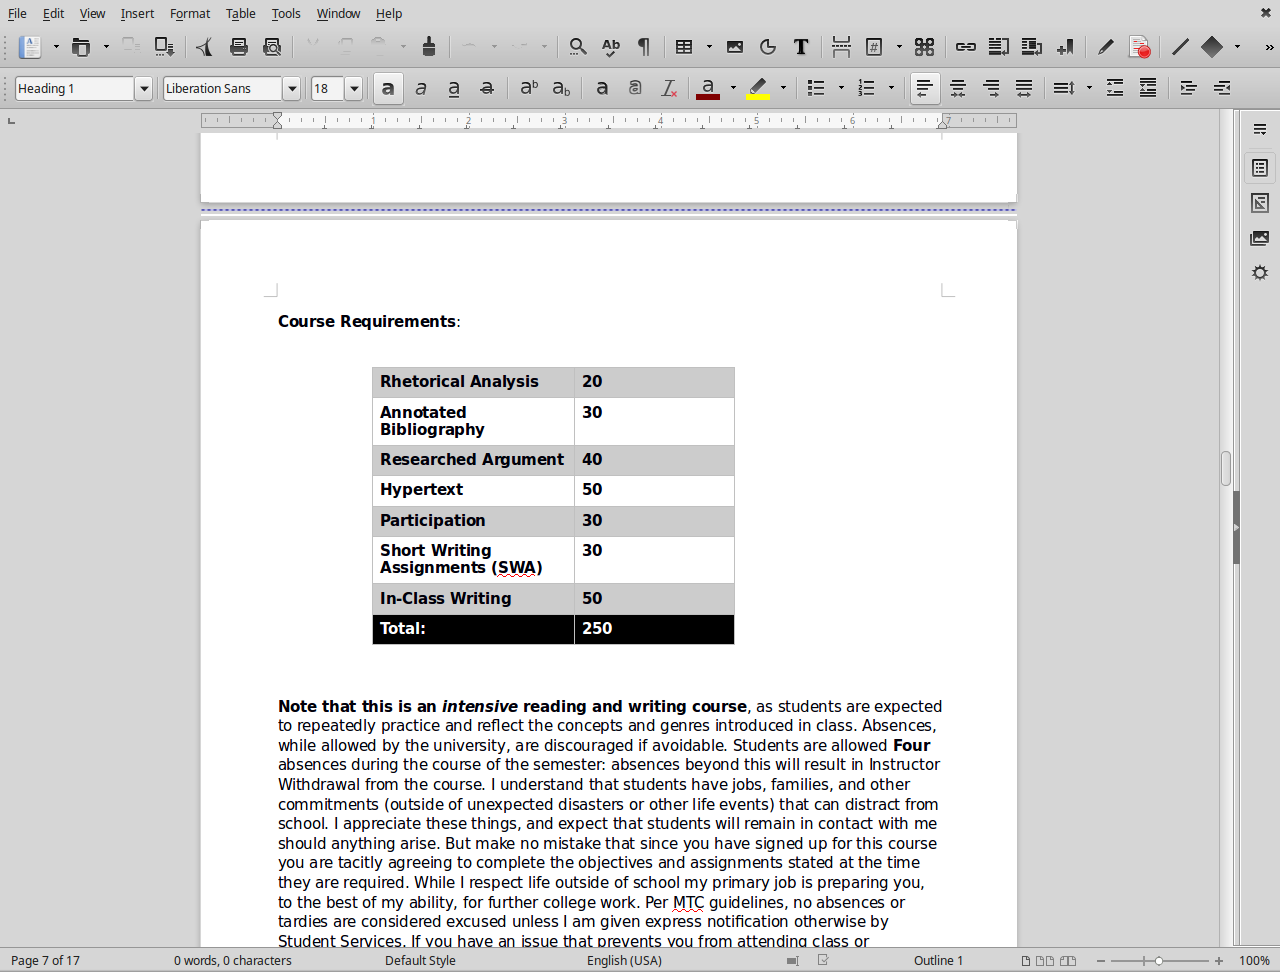 File Edit View Insert Format Table Tools Window Help
Heading 1 Liberation Sans 18
1 2 3 4 5 6 7
Course Requirements:
Rhetorical Analysis 20
Annotated Bibliography 30
Researched Argument 40
Hypertext 50
Participation 30
Short Writing Assignments (SWA) 30
In-Class Writing 50
Total: 250
Note that this is an intensive reading and writing course, as students are expected
to repeatedly practice and reflect the concepts and genres introduced in class. Absences,
while allowed by the university, are discouraged if avoidable. Students are allowed Four
absences during the course of the semester: absences beyond this will result in Instructor
Withdrawal from the course. I understand that students have jobs, families, and other
commitments (outside of unexpected disasters or other life events) that can distract from
school. I appreciate these things, and expect that students will remain in contact with me
should anything arise. But make no mistake that since you have signed up for this course
you are tacitly agreeing to complete the objectives and assignments stated at the time
they are required. While I respect life outside of school my primary job is preparing you,
to the best of my ability, for further college work. Per MTC guidelines, no absences or
tardies are considered excused unless I am given express notification otherwise by
Student Services. If you have an issue that prevents you from attending class or
Page 7 of 17 0 words, 0 characters Default Style English (USA) Outline 1 100%